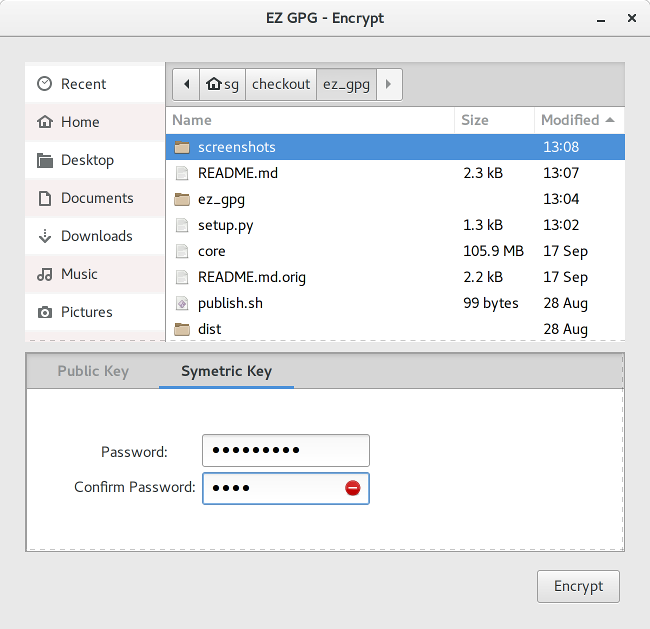 EZ GPG - Encrypt
Recent
Home
Desktop
Documents
Downloads
Music
Pictures
sg checkout ez_gpg
Name Size Modified
screenshots 13:08
README.md 2.3 kB 13:07
ez_gpg 13:04
setup.py 1.3 kB 13:02
core 105.9 MB 17 Sep
README.md.orig 2.2 kB 17 Sep
publish.sh 99 bytes 28 Aug
dist 28 Aug
Public Key Symetric Key
Password: •••••••••
Confirm Password: ••••
Encrypt